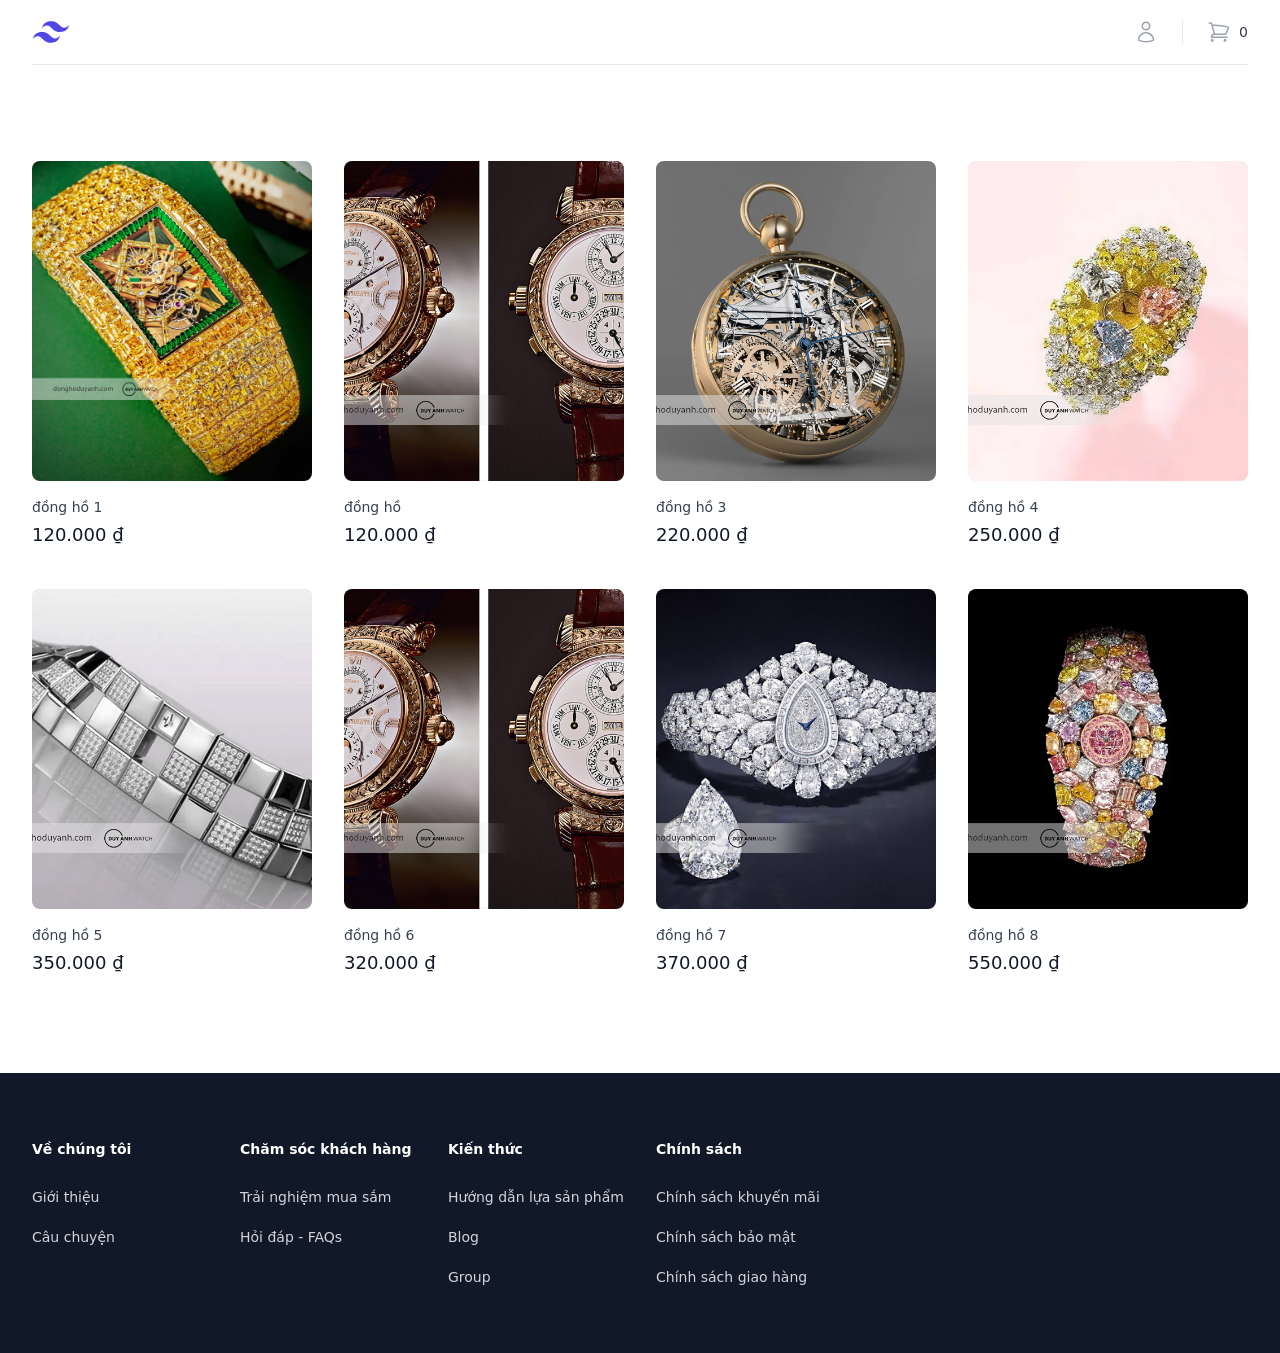 0
donghoduyanh.com DUY ANH WATCH
hoduyanh.com DUY ANH WATCH
hoduyanh.com DUY ANH WATCH
hoduyanh.com DUY ANH WATCH
đồng hồ 1
đồng hồ
đồng hồ 3
đồng hồ 4
120.000 ₫
120.000 ₫
220.000 ₫
250.000 ₫
hoduyanh.com DUY ANH WATCH
hoduyanh.com DUY ANH WATCH
hoduyanh.com DUY ANH WATCH
hoduyanh.com DUY ANH WATCH
đồng hồ 5
đồng hồ 6
đồng hồ 7
đồng hồ 8
350.000 ₫
320.000 ₫
370.000 ₫
550.000 ₫
Về chúng tôi
Giới thiệu
Câu chuyện
Chăm sóc khách hàng
Trải nghiệm mua sắm
Hỏi đáp - FAQs
Kiến thức
Hướng dẫn lựa sản phẩm
Blog
Group
Chính sách
Chính sách khuyến mãi
Chính sách bảo mật
Chính sách giao hàng